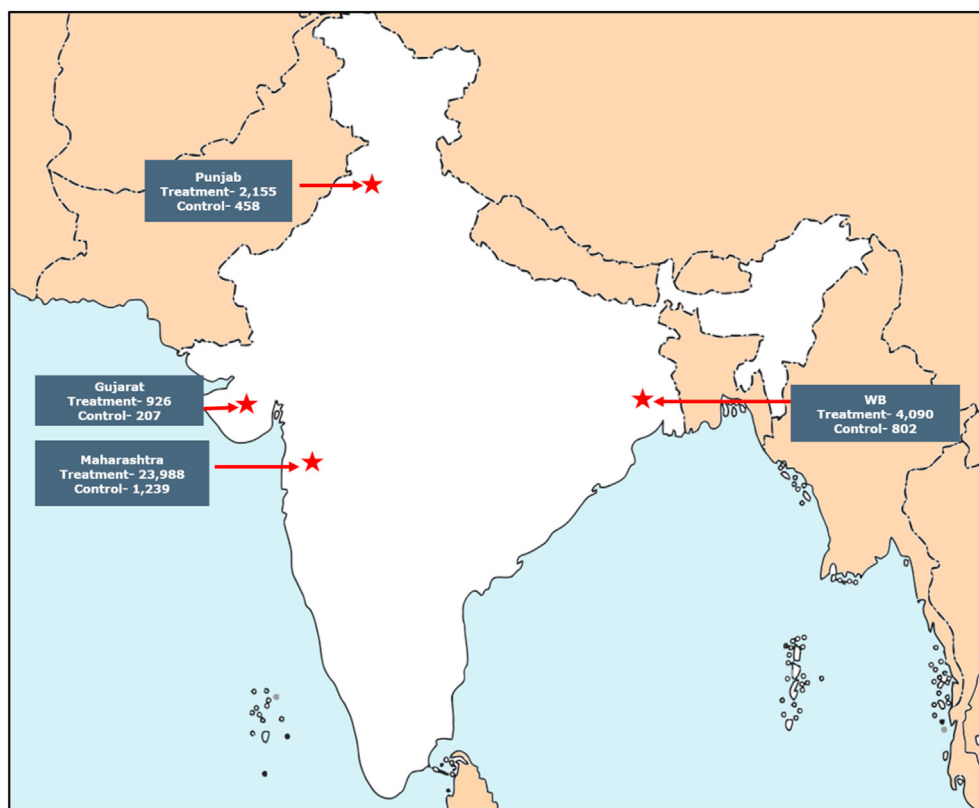 Punjab
Treatment- 2,155
Control- 458
Gujarat
Treatment- 926
Control- 207
Maharashtra
Treatment- 23,988
Control- 1,239
WB
Treatment- 4,090
Control- 802